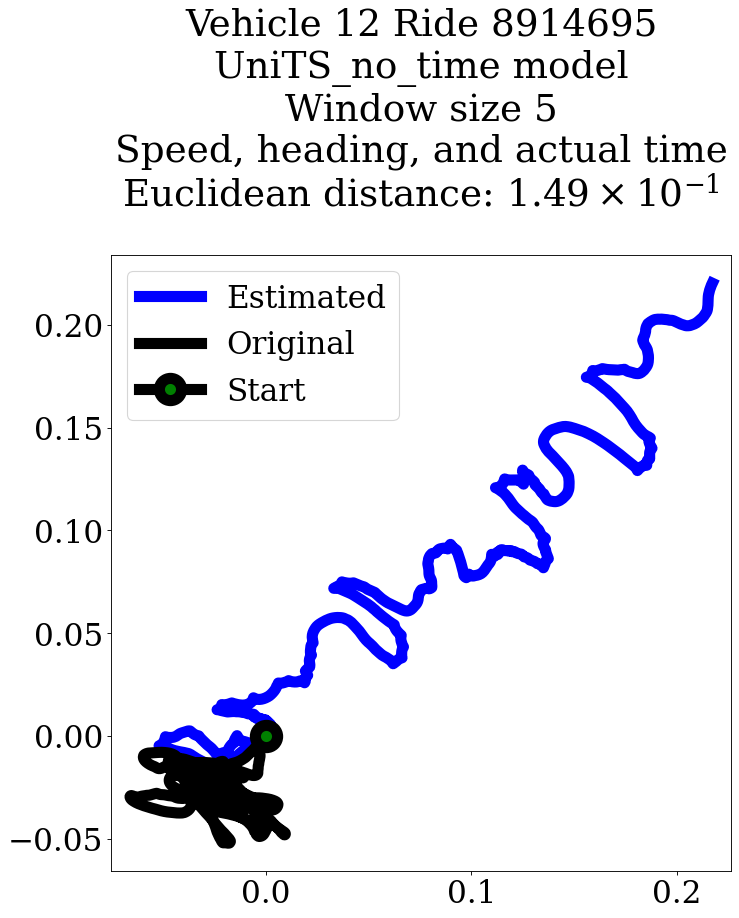 Vehicle 12 Ride 8914695
UniTS_no_time model
Window size 5
Speed, heading, and actual time
Euclidean distance: $1.49 \times 10^{-1}$
Estimated
Original
Start
0.20
0.15
0.10
0.05
0.00
−0.05
0.0 0.1 0.2